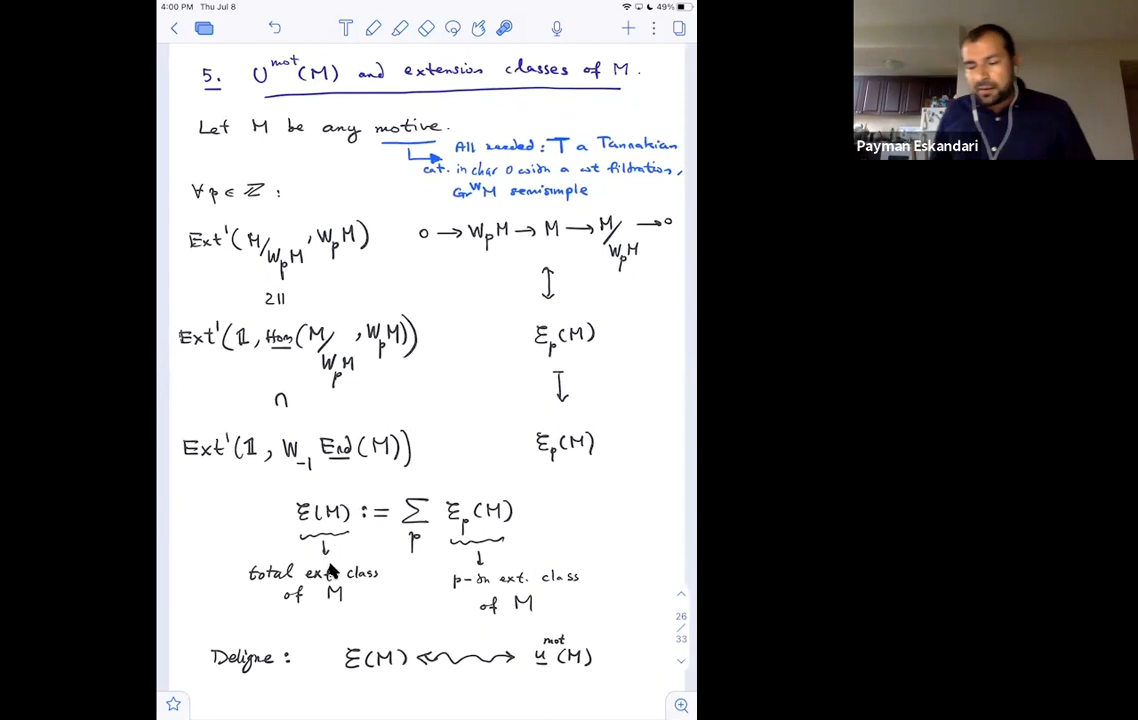 4:00 PM Thu Jul 8
49%
5. U^mot(M) and extension classes of M.
Let M be any motive.
All needed: T a Tannakian
cat. in char 0 with a wt filtration,
Gr^W M semisimple
∀ p ∈ ℤ :
Ext¹(M/W_pM, W_pM) 0 → W_pM → M → M/W_pM → 0
≅ ↕
Ext¹(𝟙, Hom(M/W_pM, W_pM)) ℰ_p(M)
∩ ↧
Ext¹(𝟙, W_-1 End(M)) ℰ_p(M)
ℰ(M) := ∑_p ℰ_p(M)
total ext. class
of M
p-th ext. class
of M
Deligne: ℰ(M) ↭ u^mot(M)
26
/
33
Payman Eskandari